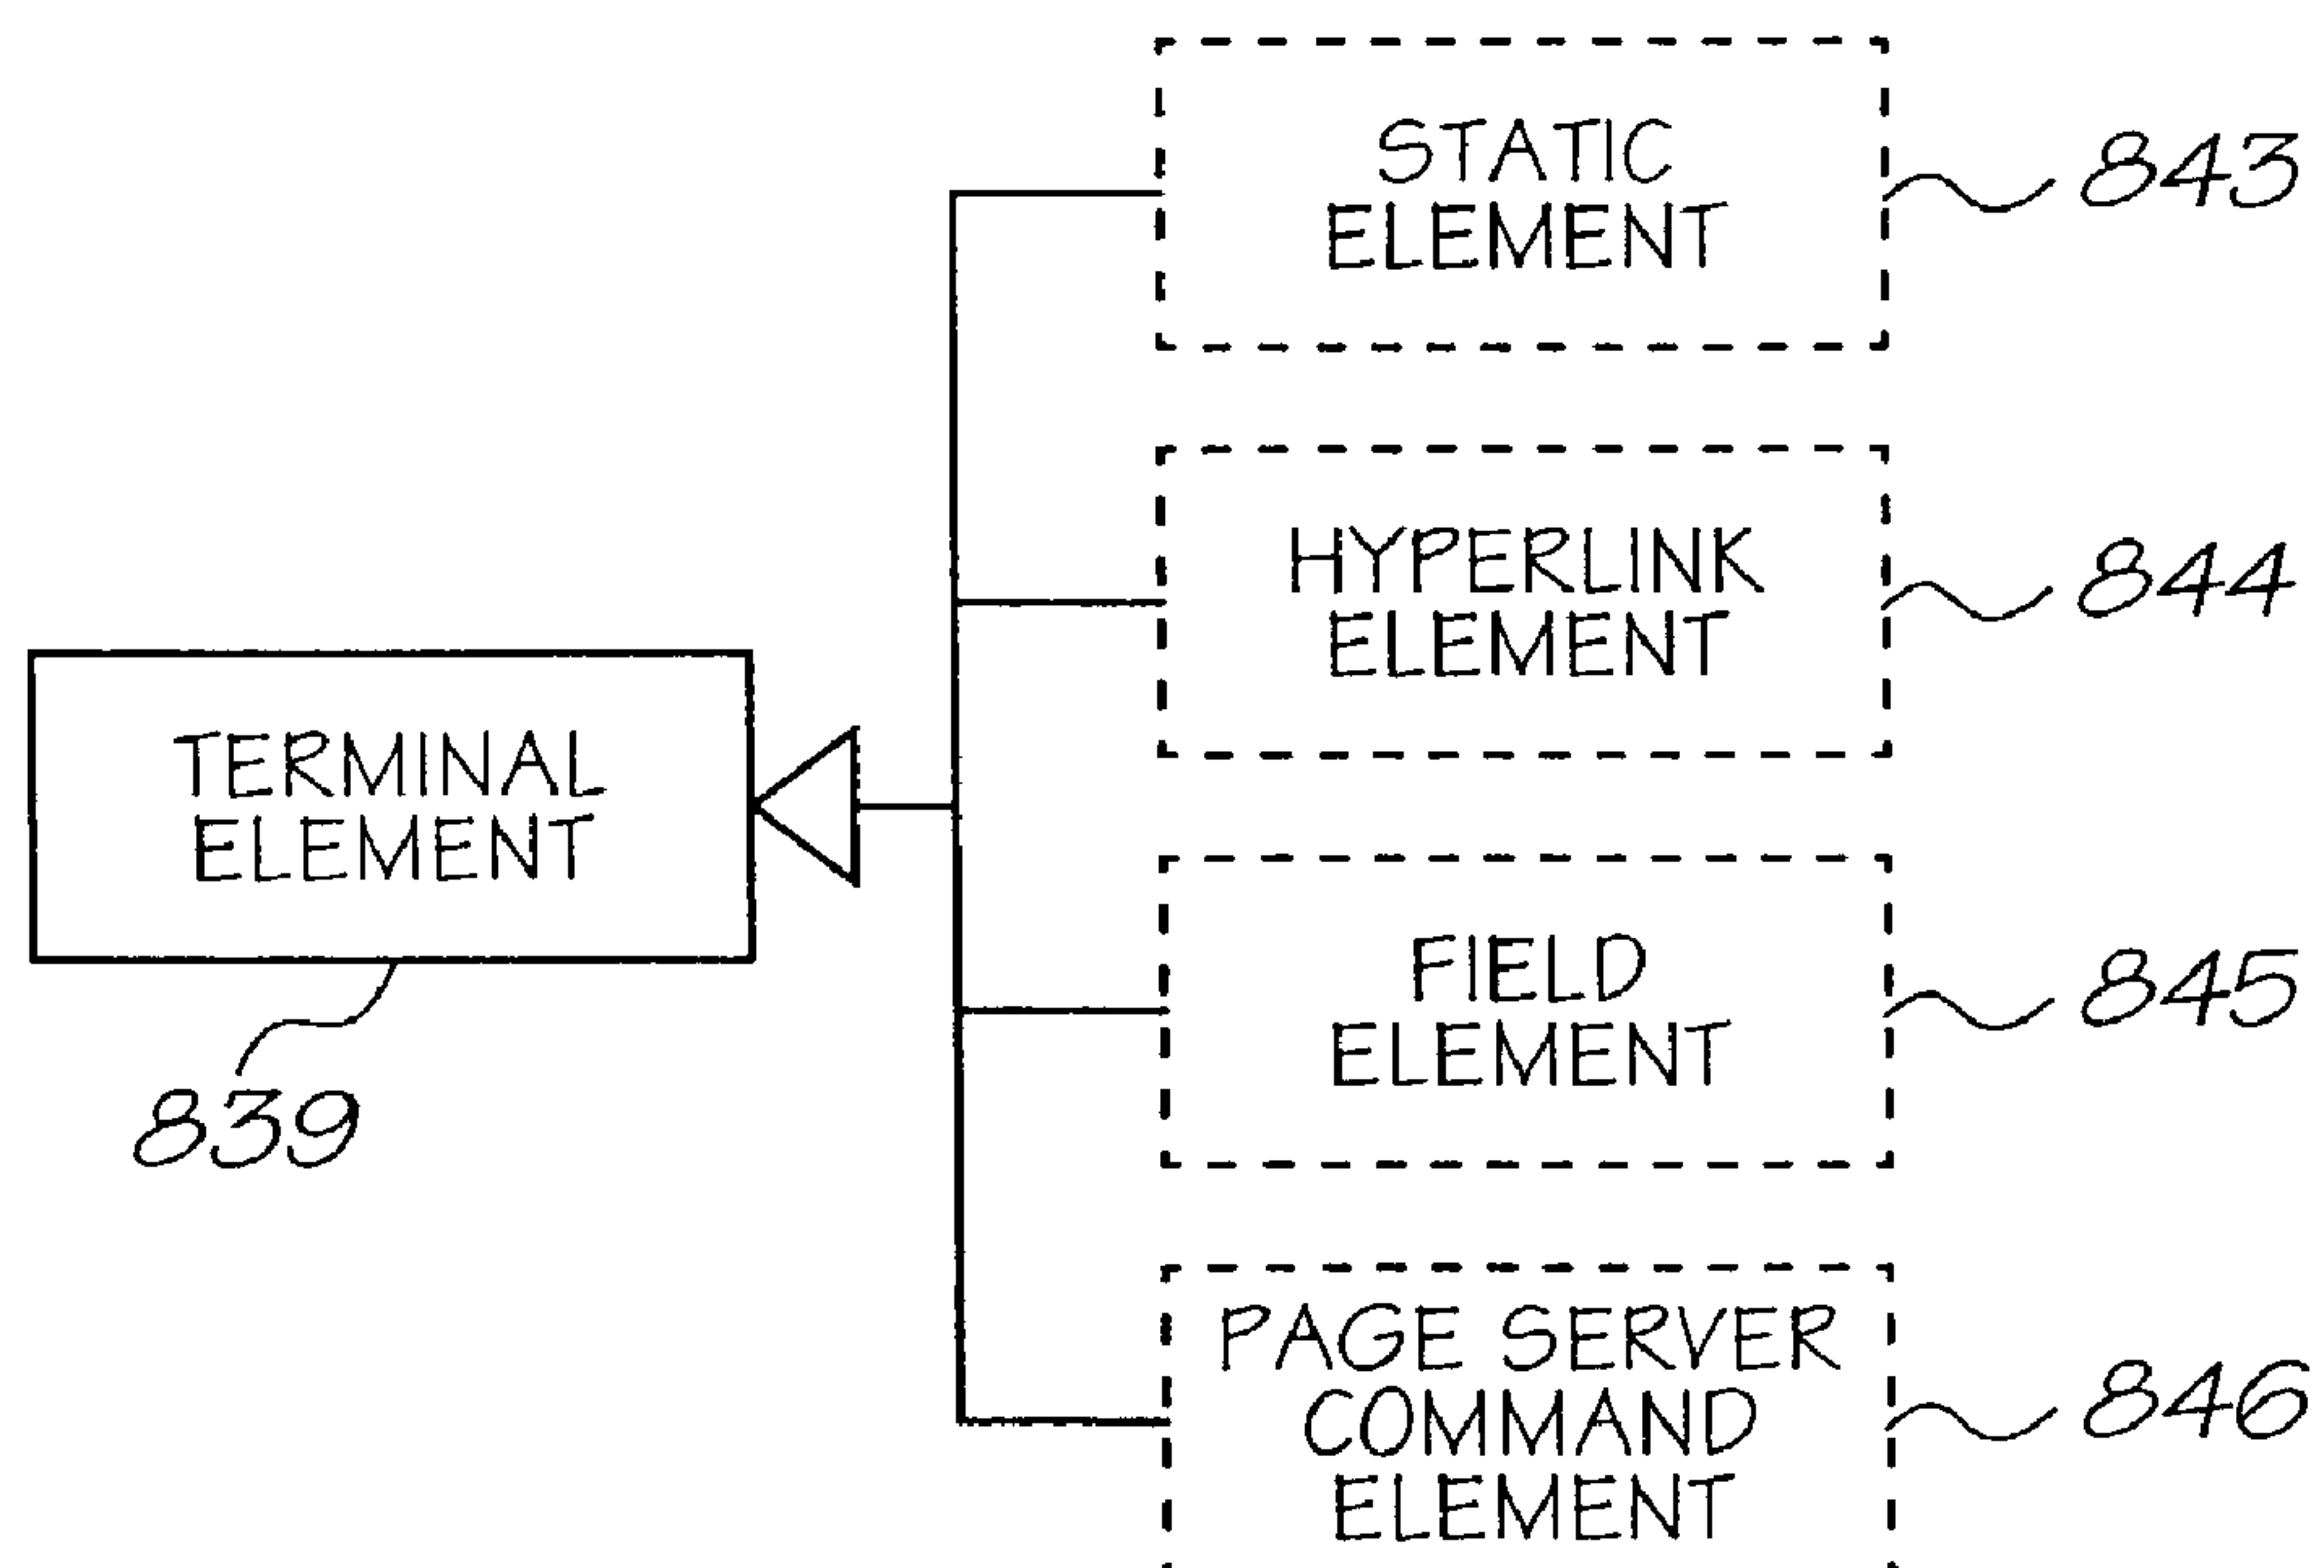 STATIC
ELEMENT
843
HYPERLINK
ELEMENT
844
TERMINAL
ELEMENT
839
FIELD
ELEMENT
845
PAGE SERVER
COMMAND
ELEMENT
846